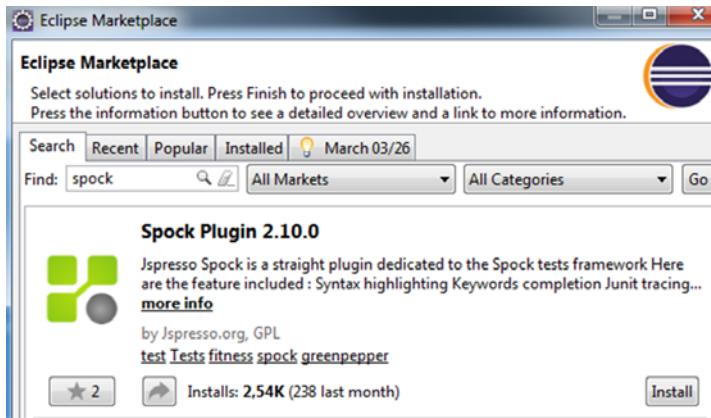 Eclipse Marketplace
Eclipse Marketplace
Select solutions to install. Press Finish to proceed with installation.
Press the information button to see a detailed overview and a link to more information.
Search Recent Popular Installed March 03/26
Find: spock All Markets All Categories Go
Spock Plugin 2.10.0
Jspresso Spock is a straight plugin dedicated to the Spock tests framework Here
are the feature included : Syntax highlighting Keywords completion Junit tracing...
more info
by Jspresso.org, GPL
test Tests fitness spock greenpepper
2 Installs: 2,54K (238 last month) Install